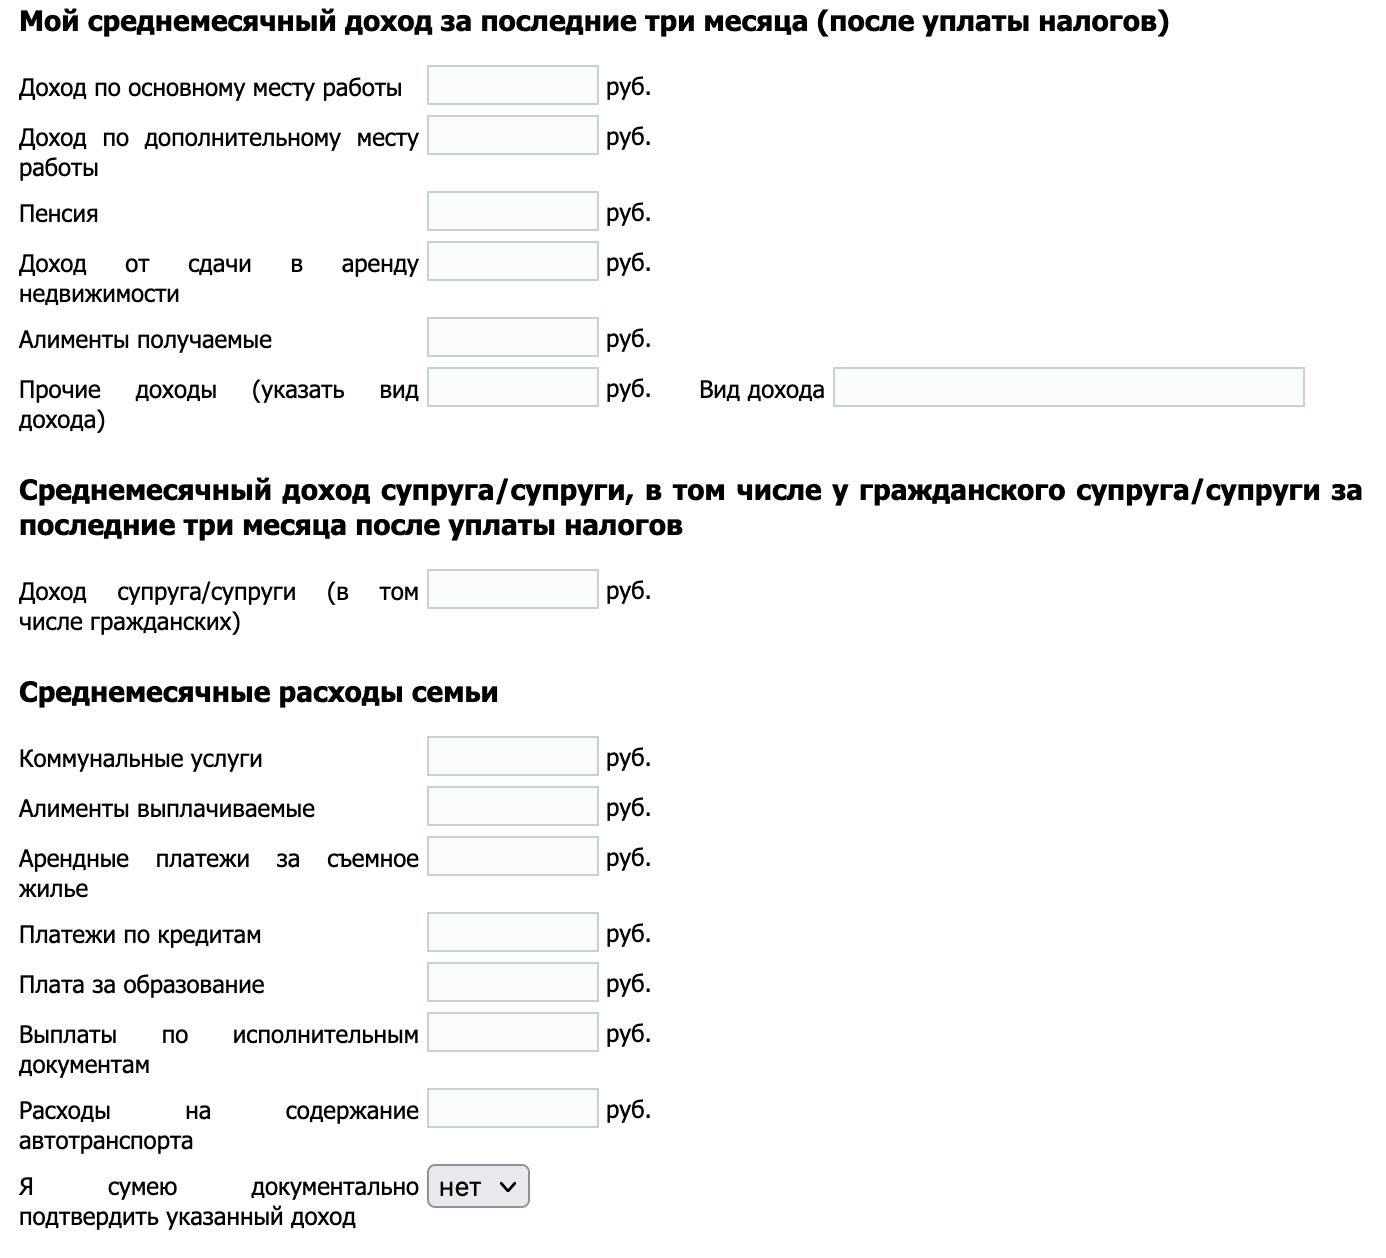 Мой среднемесячный доход за последние три месяца (после уплаты налогов)
Доход по основному месту работы руб.
Доход по дополнительному месту руб.
работы
Пенсия руб.
Доход от сдачи в аренду руб.
недвижимости
Алименты получаемые руб.
Прочие доходы (указать вид руб. Вид дохода
дохода)
Среднемесячный доход супруга/супруги, в том числе у гражданского супруга/супруги за
последние три месяца после уплаты налогов
Доход супруга/супруги (в том руб.
числе гражданских)
Среднемесячные расходы семьи
Коммунальные услуги руб.
Алименты выплачиваемые руб.
Арендные платежи за съемное руб.
жилье
Платежи по кредитам руб.
Плата за образование руб.
Выплаты по исполнительным руб.
документам
Расходы на содержание руб.
автотранспорта
Я сумею документально нет
подтвердить указанный доход